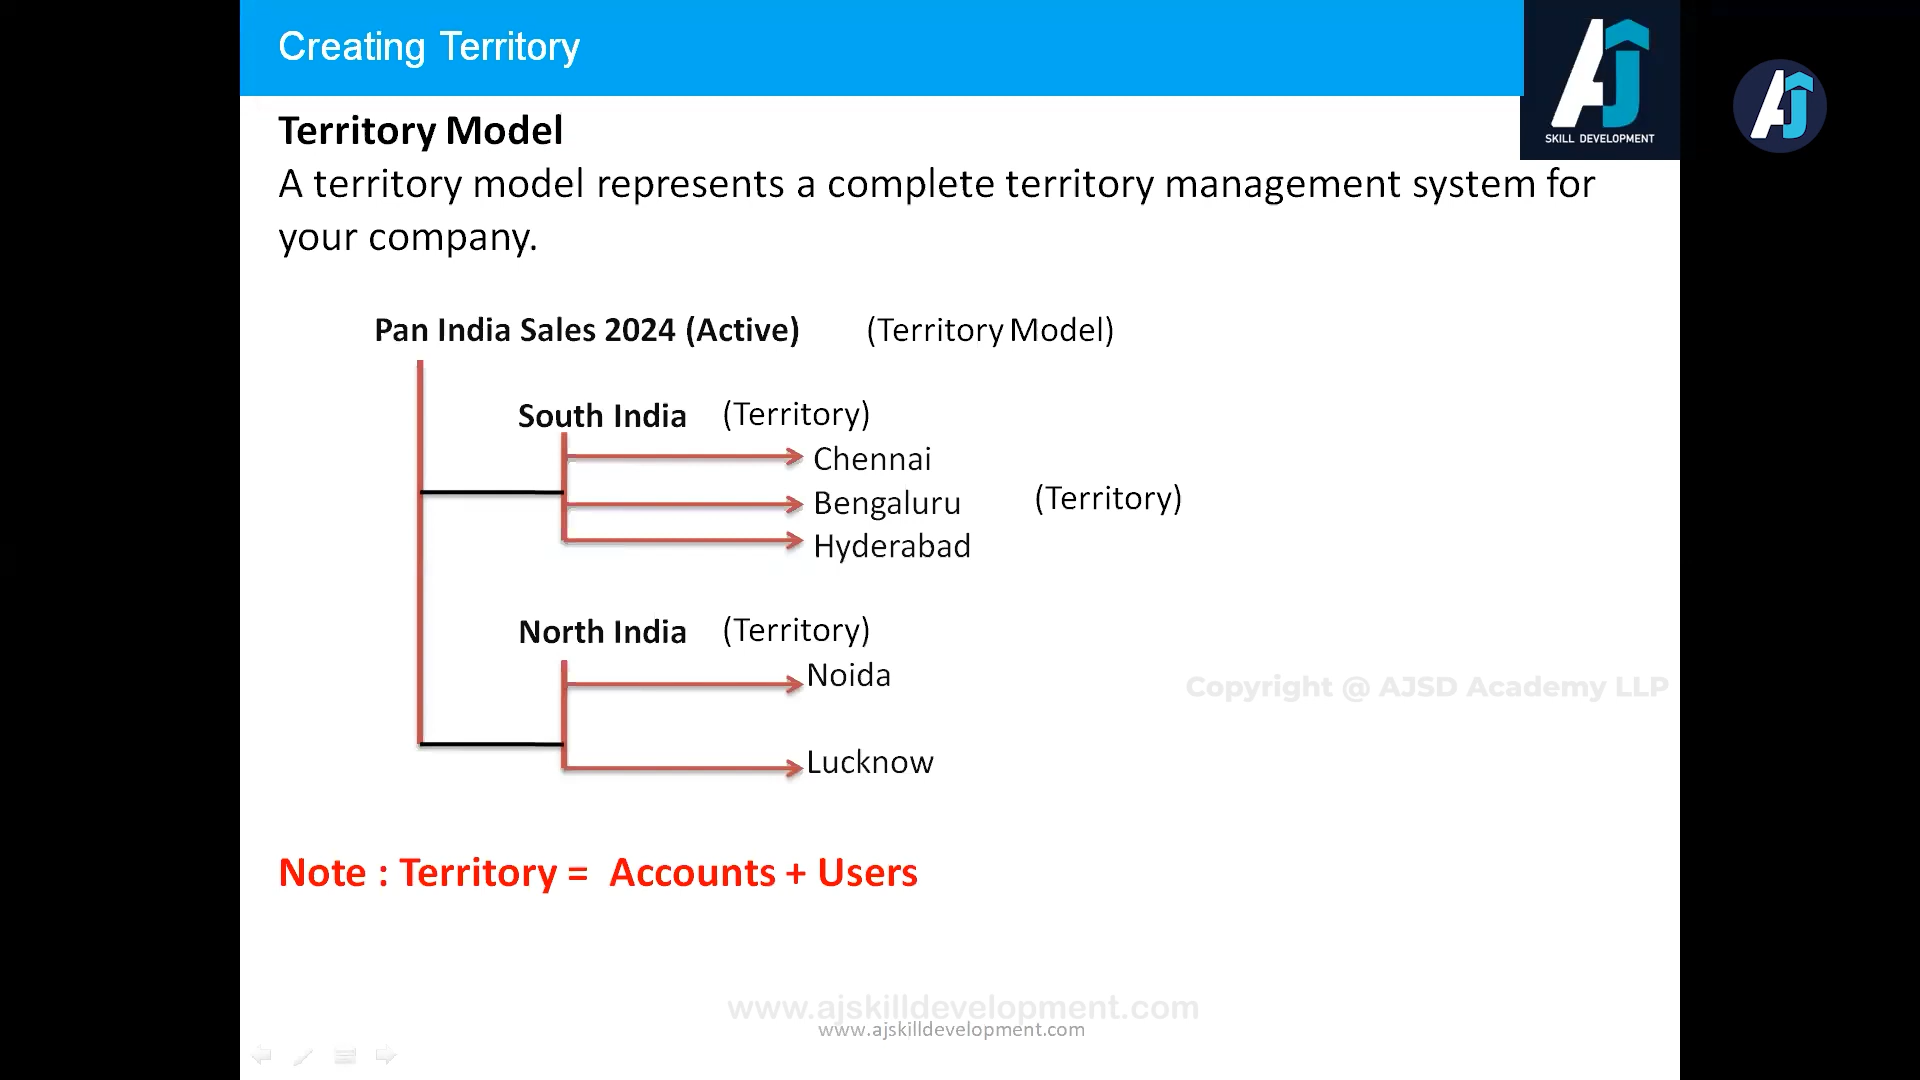 Creating Territory
AJ
SKILL DEVELOPMENT
AJ
Territory Model
A territory model represents a complete territory management system for
your company.
Pan India Sales 2024 (Active) (Territory Model)
South India (Territory)
Chennai
Bengaluru (Territory)
Hyderabad
North India (Territory)
Noida
Copyright @ AJSD Academy LLP
Lucknow
Note : Territory = Accounts + Users
www.ajskilldevelopment.com
www.ajskilldevelopment.com